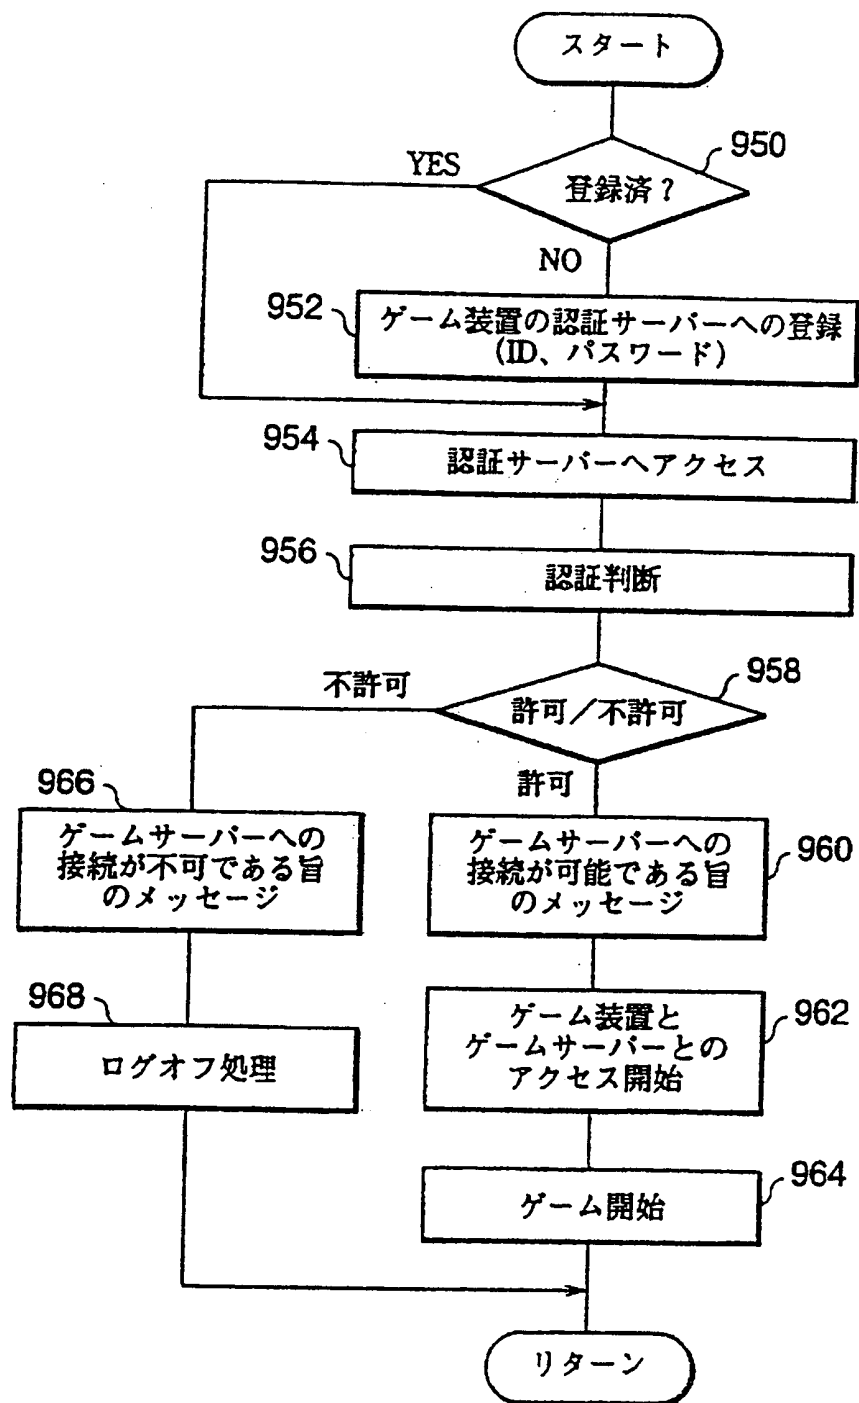 スタート
950
YES
登録済?
NO
952
ゲーム装置の認証サーバーへの登録
(ID、パスワード)
954
認証サーバーへアクセス
956
認証判断
958
不許可
許可/不許可
許可
966
ゲームサーバーへの
接続が不可である旨
のメッセージ
ゲームサーバーへの
接続が可能である旨
のメッセージ
960
968
ログオフ処理
ゲーム装置と
ゲームサーバーとの
アクセス開始
962
ゲーム開始
964
リターン